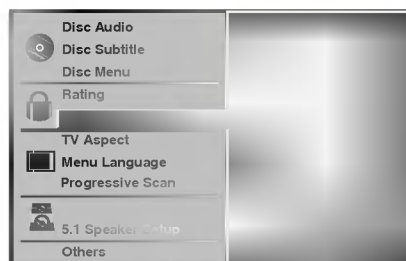 Disc Audio
Disc Subtitle
Disc Menu
Rating
TV Aspect
Menu Language
Progressive Scan
5.1 Speaker Setup
Others